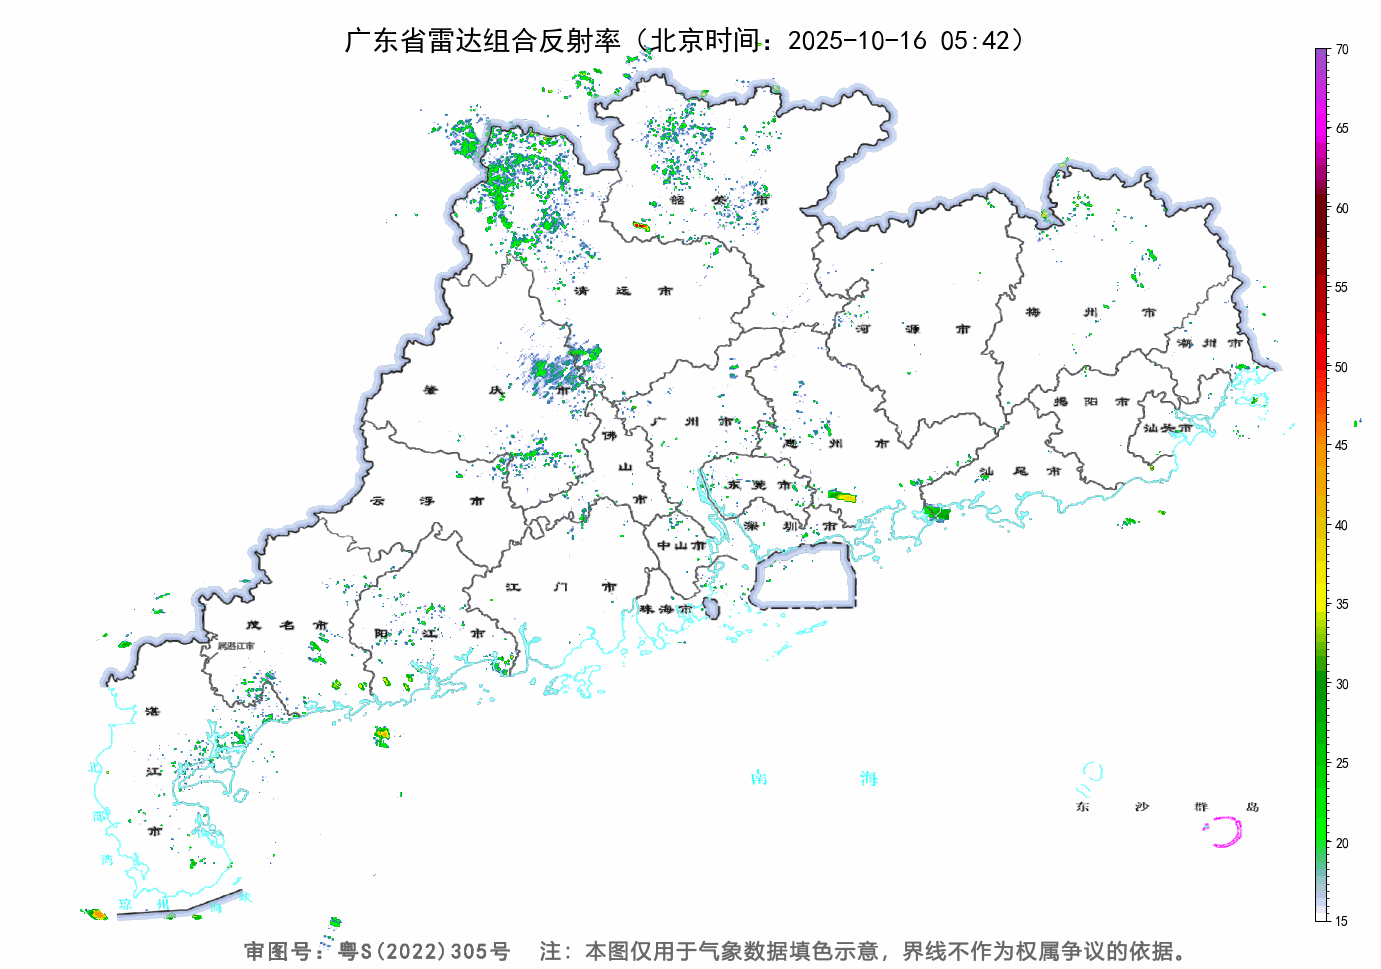 广东省雷达组合反射率（北京时间：2025-10-16 05:42）
70
65
60
55
50
45
40
35
30
25
20
15
韶关市
清远市
河源市
梅州市
潮州市
肇庆市
广州市
佛山市
惠州市
揭阳市
汕头市
汕尾市
云浮市
东莞市
深圳市
中山市
江门市
珠海市
茂名市
属湛江市
阳江市
湛江市
北部湾
琼州海峡
南海
东沙群岛
审图号：粤S(2022)305号 注：本图仅用于气象数据填色示意，界线不作为权属争议的依据。